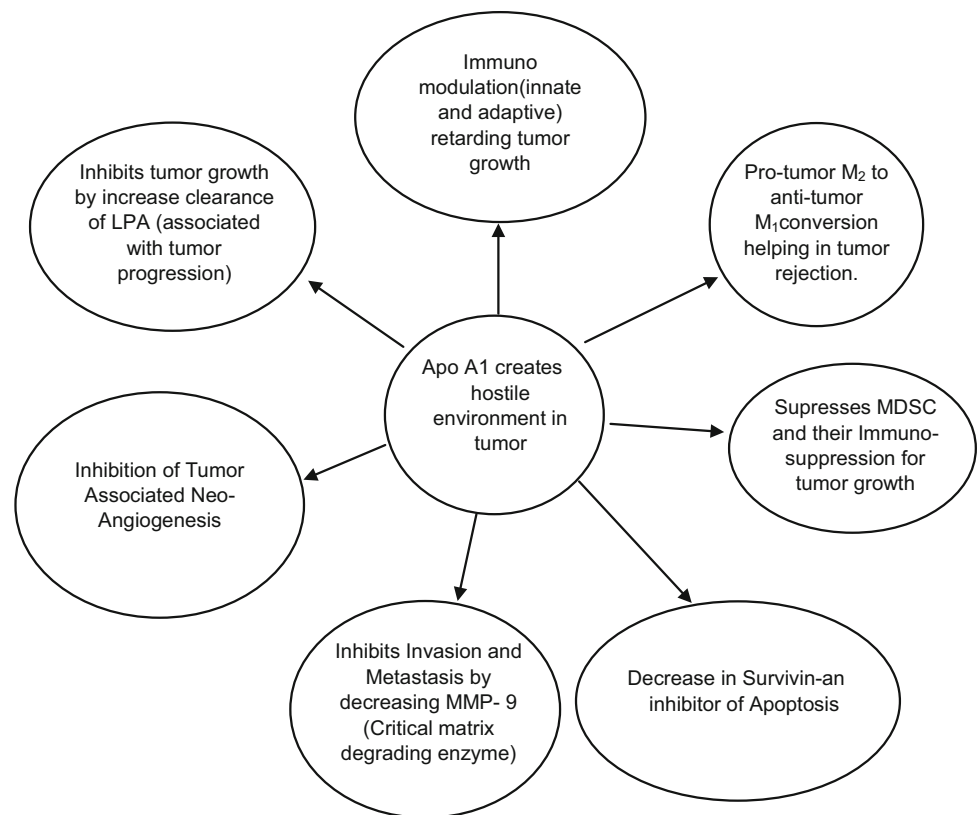 Immuno
modulation(innate
and adaptive)
retarding tumor
growth
Inhibits tumor growth
by increase clearance
of LPA (associated
with tumor
progression)
Pro-tumor M₂ to
anti-tumor
M₁conversion
helping in tumor
rejection.
Apo A1 creates
hostile
environment in
tumor
Supresses MDSC
and their Immuno-
suppression for
tumor growth
Inhibition of Tumor
Associated Neo-
Angiogenesis
Inhibits Invasion and
Metastasis by
decreasing MMP- 9
(Critical matrix
degrading enzyme)
Decrease in Survivin-an
inhibitor of Apoptosis